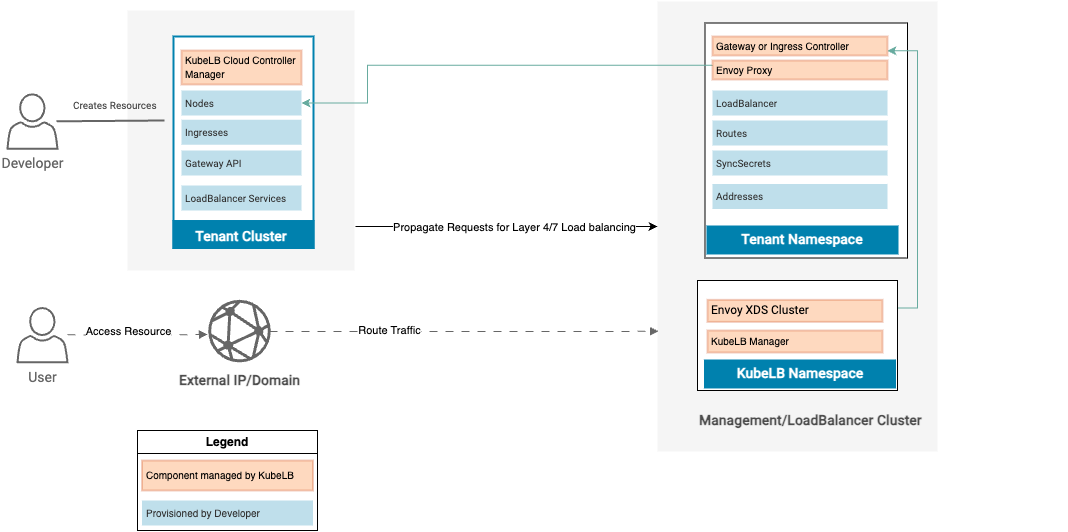 Developer
Creates Resources
KubeLB Cloud Controller
Manager
Nodes
Ingresses
Gateway API
LoadBalancer Services
Tenant Cluster
Propagate Requests for Layer 4/7 Load balancing
Gateway or Ingress Controller
Envoy Proxy
LoadBalancer
Routes
SyncSecrets
Addresses
Tenant Namespace
Envoy XDS Cluster
KubeLB Manager
KubeLB Namespace
Management/LoadBalancer Cluster
User
Access Resource
External IP/Domain
Route Traffic
Legend
Component managed by KubeLB
Provisioned by Developer